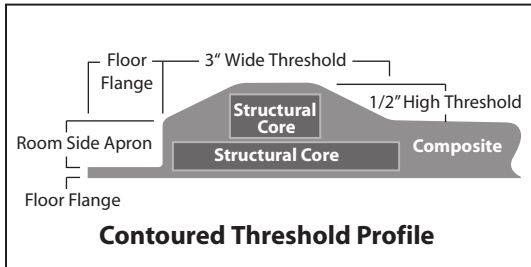 Floor
Flange
3“ Wide Threshold
1/2” High Threshold
Structural
Core
Room Side Apron
Structural Core
Composite
Floor Flange
Contoured Threshold Profile